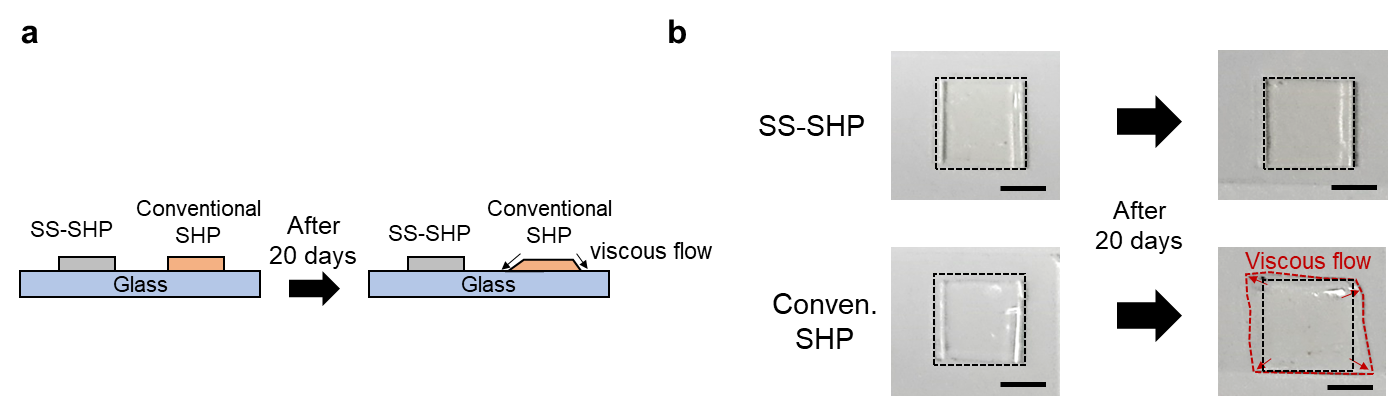 a
SS-SHP
Conventional
SHP
Glass
After
20 days
SS-SHP
Conventional
SHP
viscous flow
Glass
b
SS-SHP
After
20 days
Conven.
SHP
Viscous flow